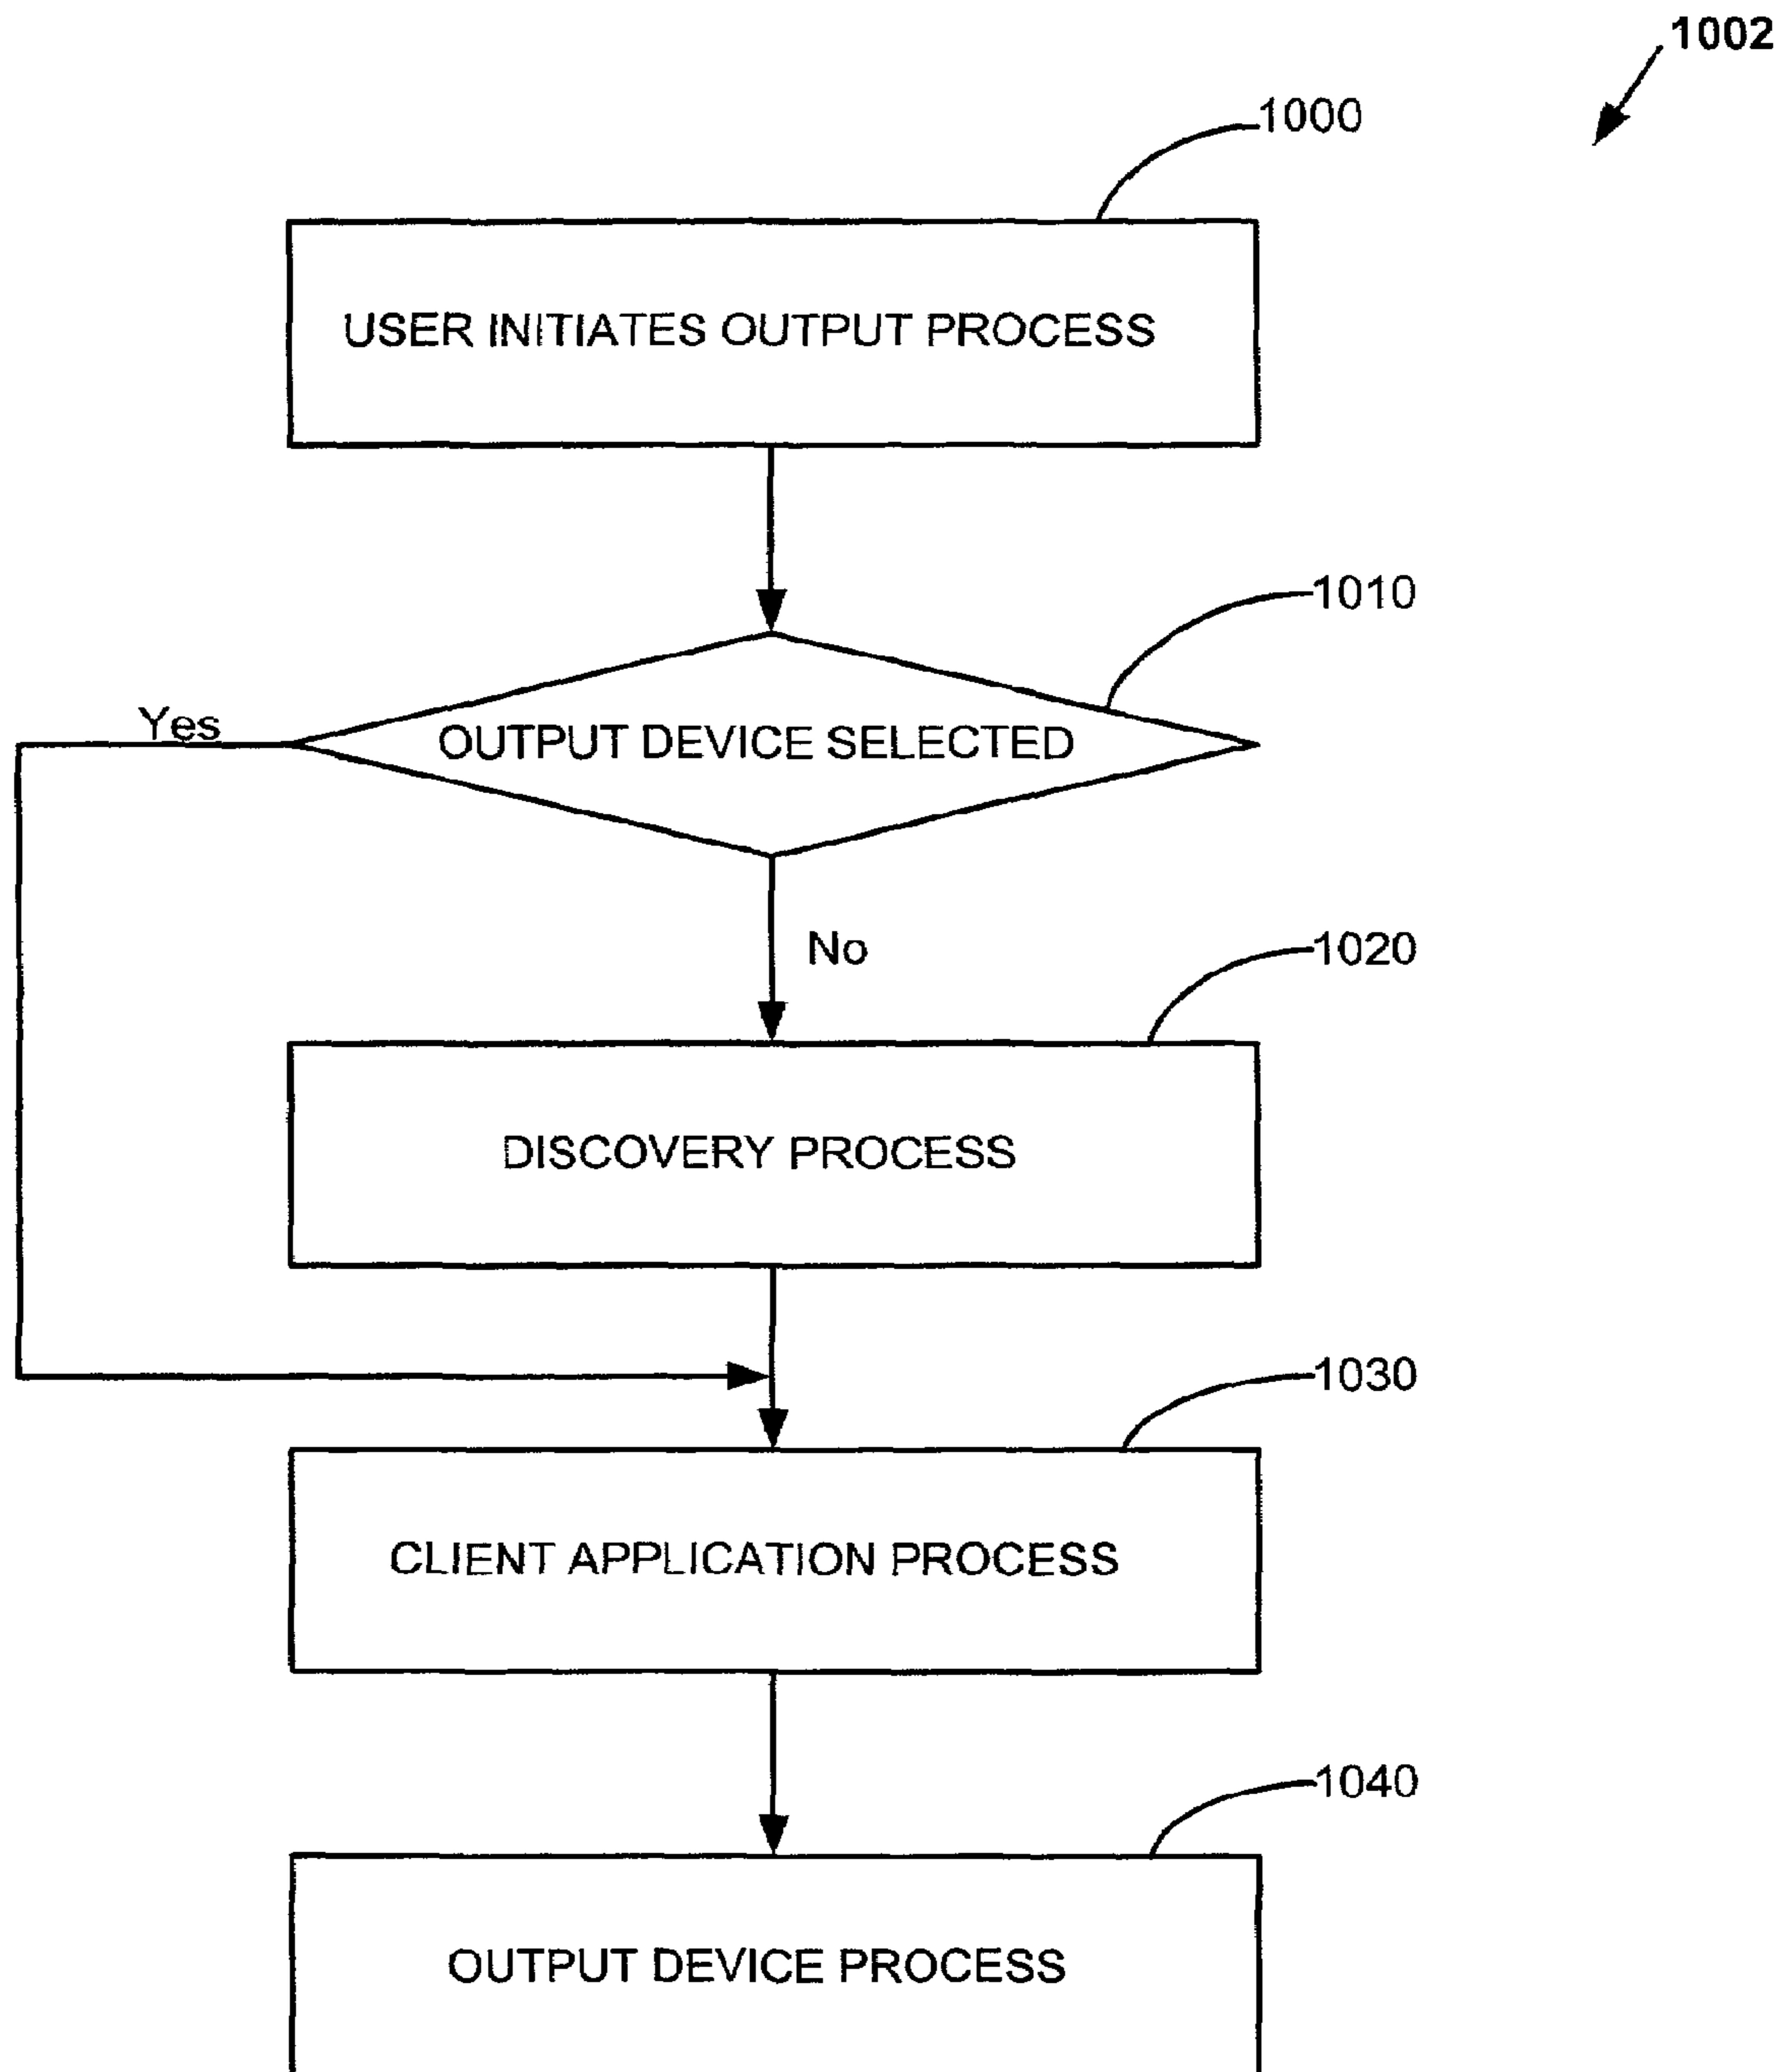 1002
1000
USER INITIATES OUTPUT PROCESS
1010
Yes
OUTPUT DEVICE SELECTED
No
1020
DISCOVERY PROCESS
1030
CLIENT APPLICATION PROCESS
1040
OUTPUT DEVICE PROCESS